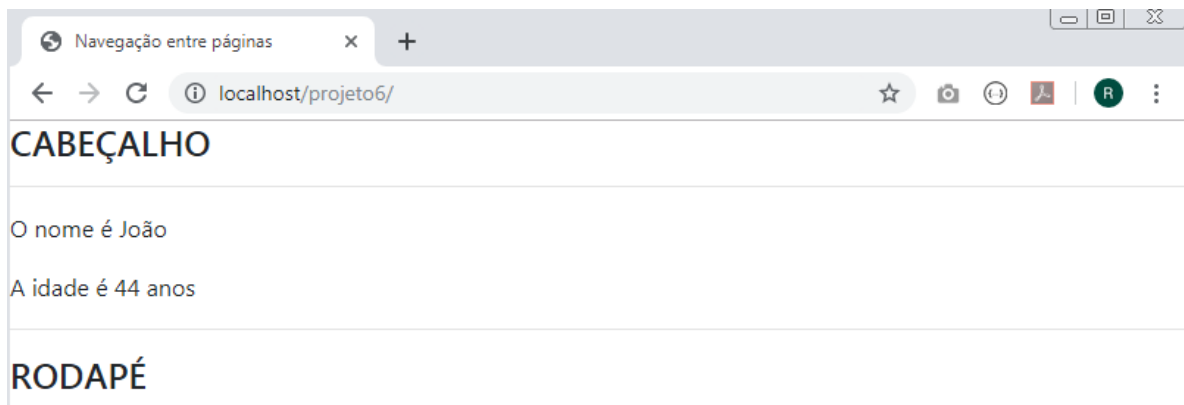 Navegação entre páginas
localhost/projeto6/
R
CABEÇALHO
O nome é João
A idade é 44 anos
RODAPÉ